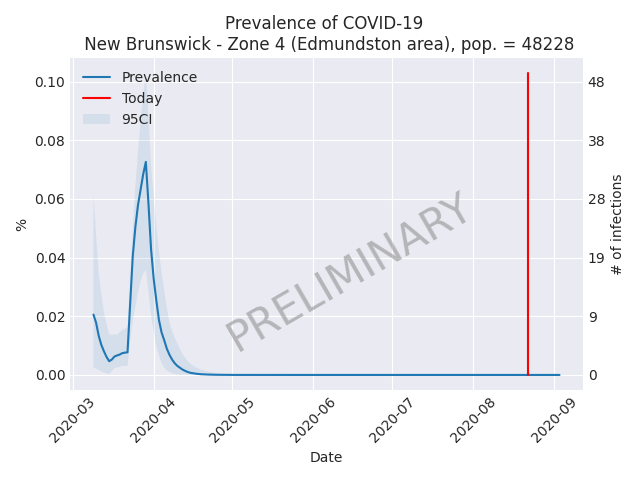 Prevalence of COVID-19
New Brunswick - Zone 4 (Edmundston area), pop. = 48228
Prevalence
Today
95CI
0.10
0.08
0.06
0.04
0.02
0.00
%
48
38
28
19
9
0
# of infections
PRELIMINARY
2020-03
2020-04
2020-05
2020-06
2020-07
2020-08
2020-09
Date